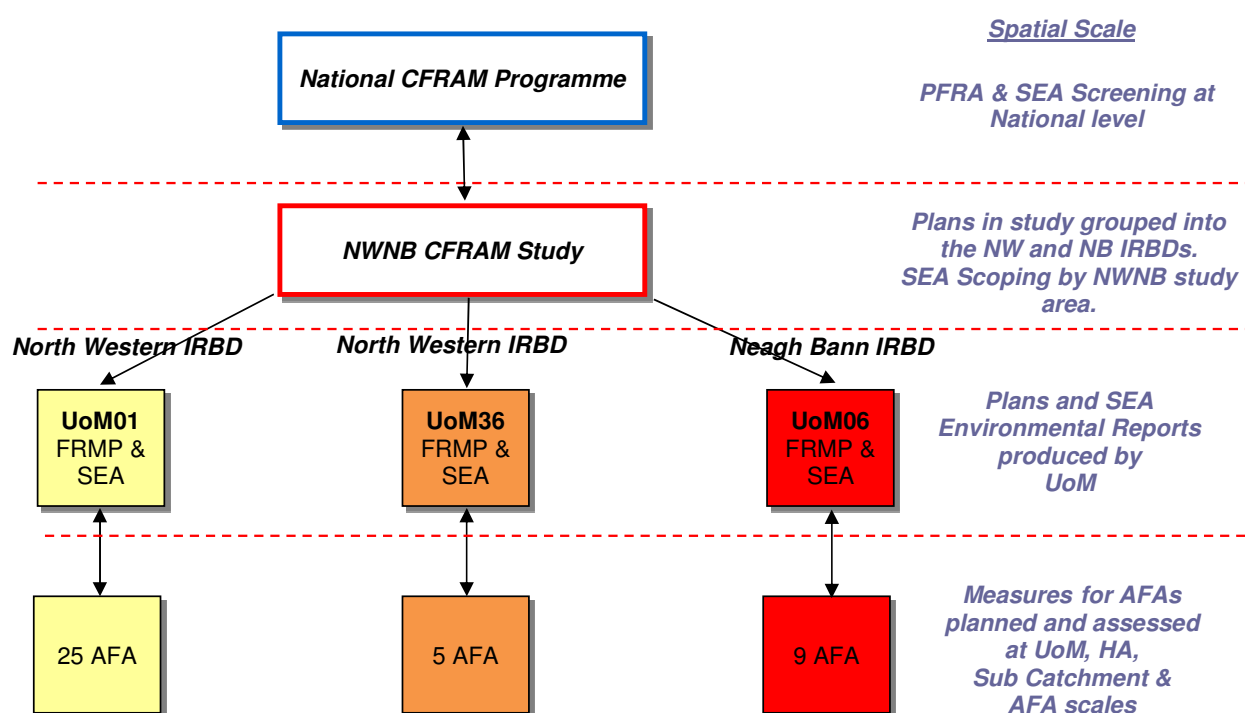 Spatial Scale
National CFRAM Programme
PFRA & SEA Screening at
National level
NWNB CFRAM Study
Plans in study grouped into
the NW and NB IRBDs.
SEA Scoping by NWNB study
area.
North Western IRBD
North Western IRBD
Neagh Bann IRBD
UoM01
FRMP &
SEA
UoM36
FRMP &
SEA
UoM06
FRMP &
SEA
Plans and SEA
Environmental Reports
produced by
UoM
25 AFA
5 AFA
9 AFA
Measures for AFAs
planned and assessed
at UoM, HA,
Sub Catchment &
AFA scales